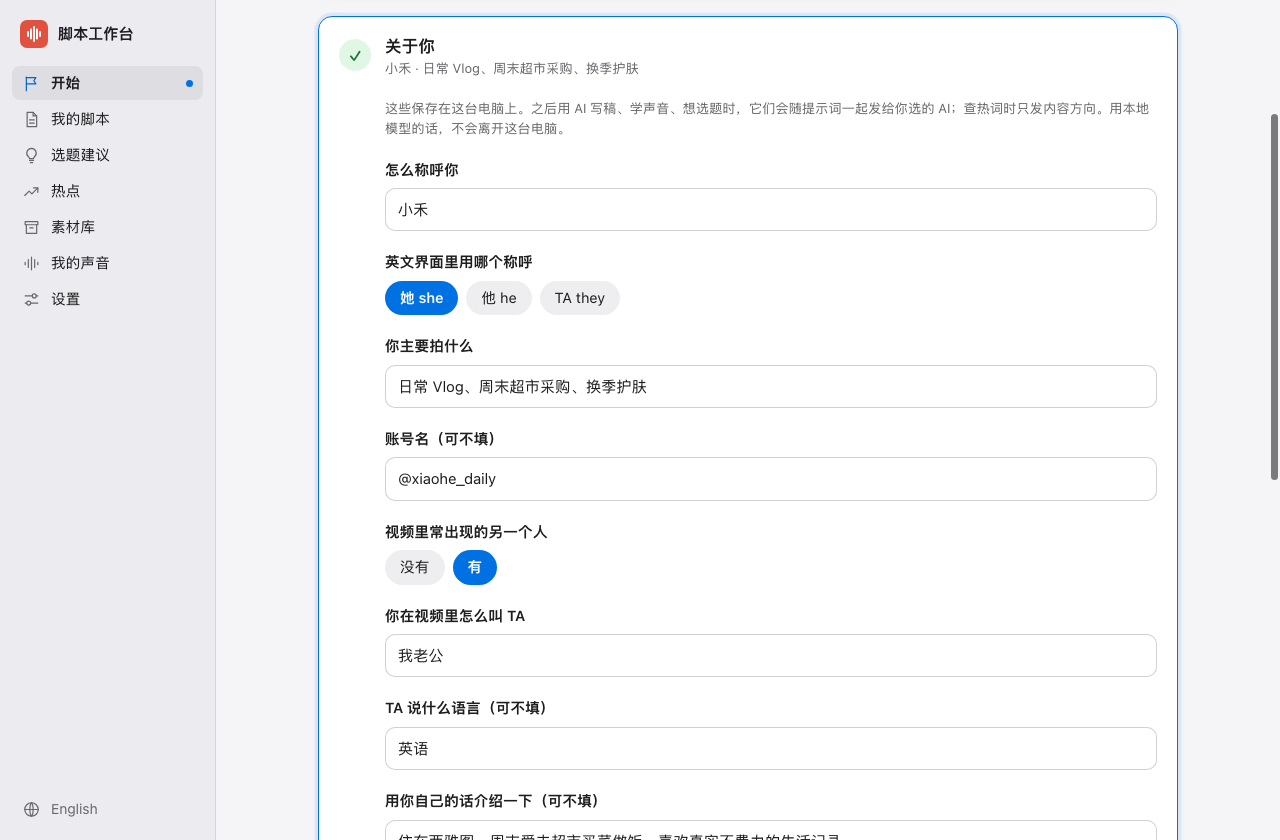 脚本工作台
开始
我的脚本
选题建议
热点
素材库
我的声音
设置
English
关于你
小禾 · 日常 Vlog、周末超市采购、换季护肤
这些保存在这台电脑上。之后用 AI 写稿、学声音、想选题时，它们会随提示词一起发给你选的 AI；查热词时只发内容方向。用本地
模型的话，不会离开这台电脑。
怎么称呼你
小禾
英文界面里用哪个称呼
她 she 他 he TA they
你主要拍什么
日常 Vlog、周末超市采购、换季护肤
账号名（可不填）
@xiaohe_daily
视频里常出现的另一个人
没有 有
你在视频里怎么叫 TA
我老公
TA 说什么语言（可不填）
英语
用你自己的话介绍一下（可不填）